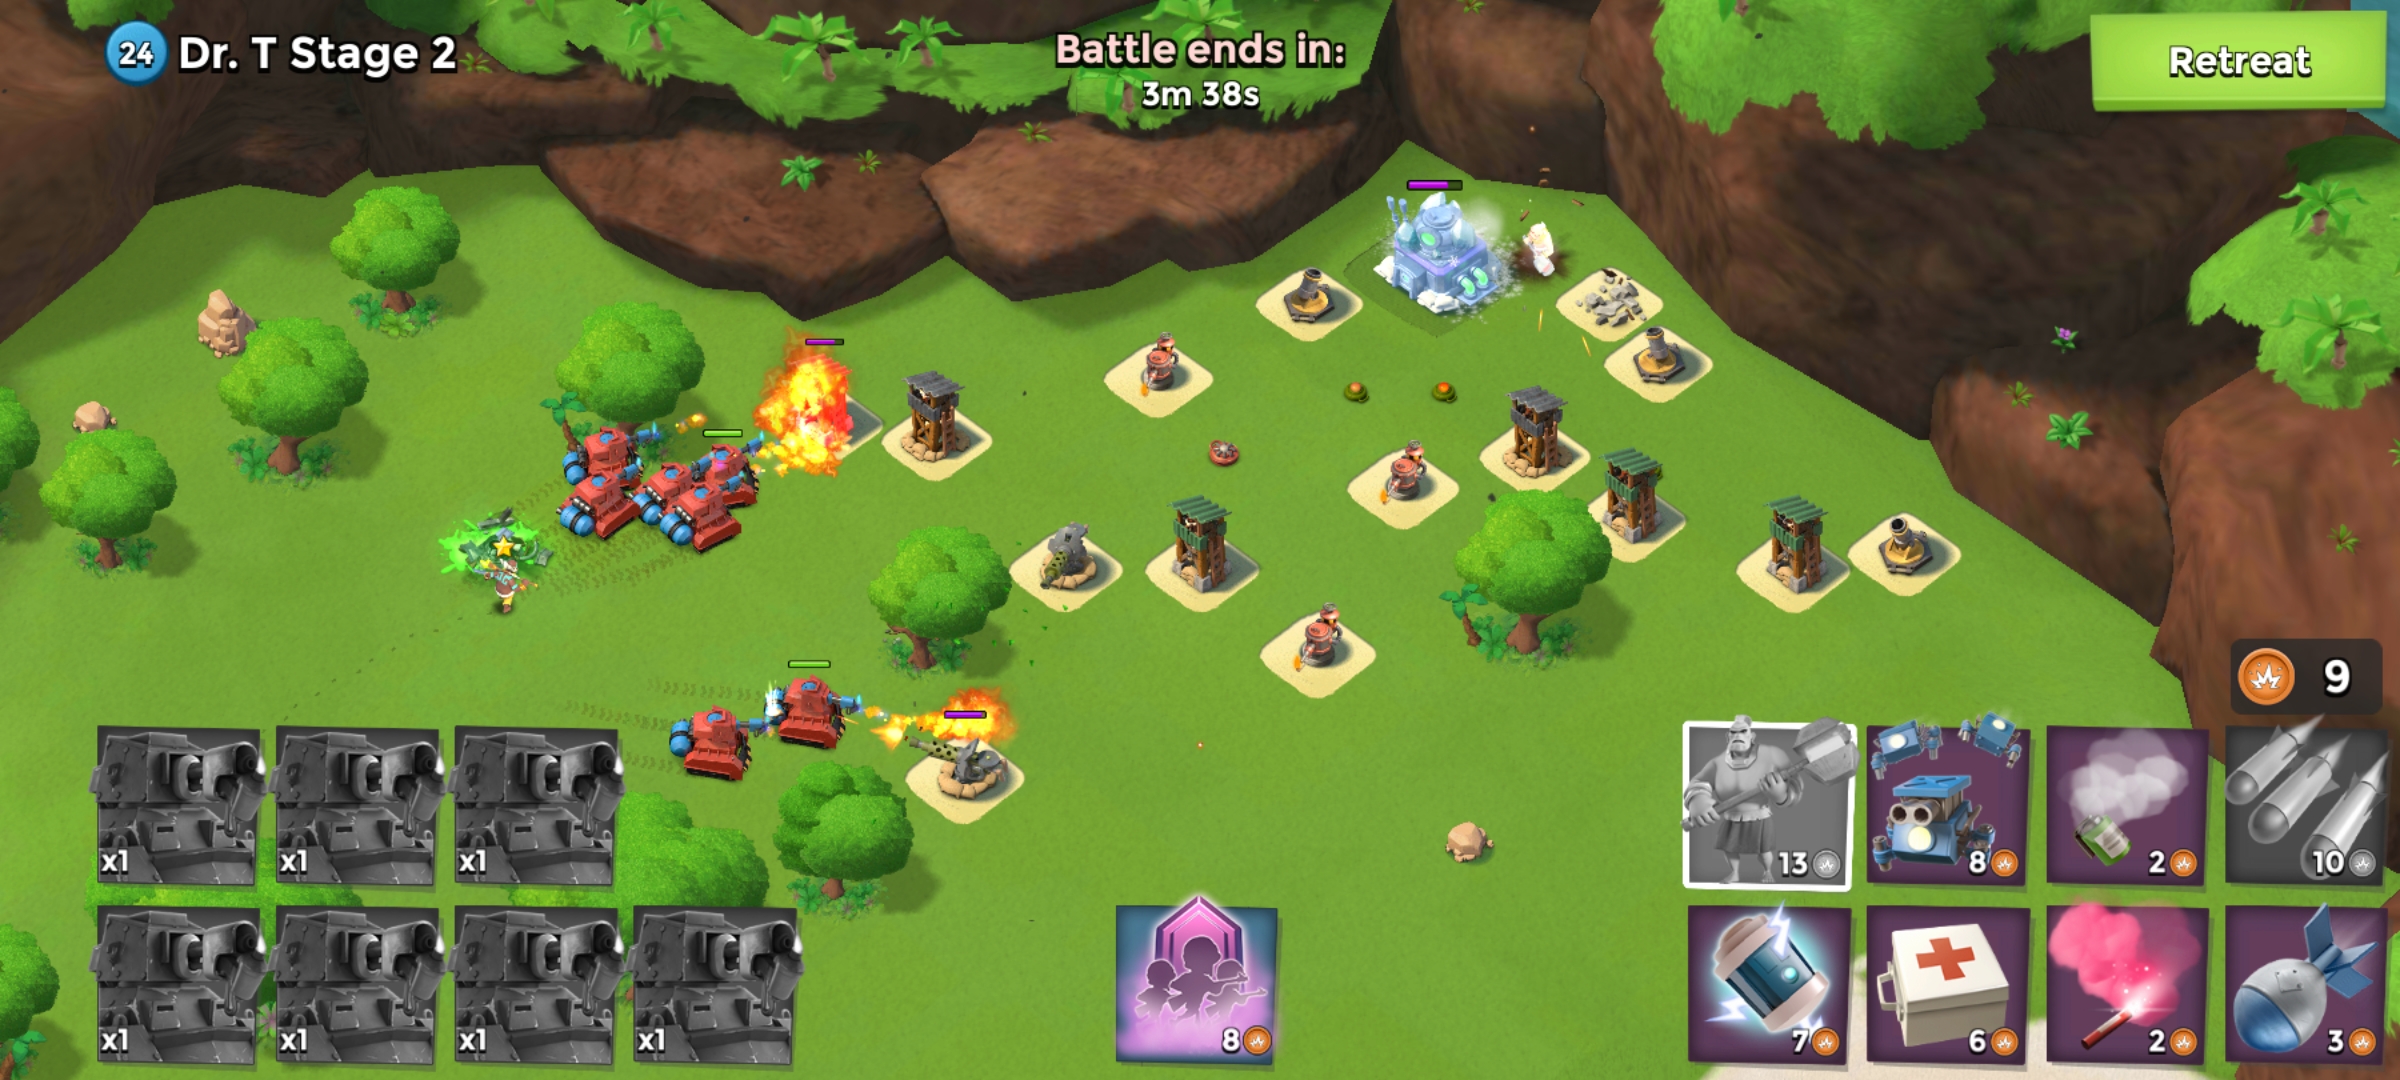 24 Dr. T Stage 2
Battle ends in:
3m 38s
Retreat
9
x1 x1 x1
13 8 2 10
x1 x1 x1 x1
8
7 6 2 3